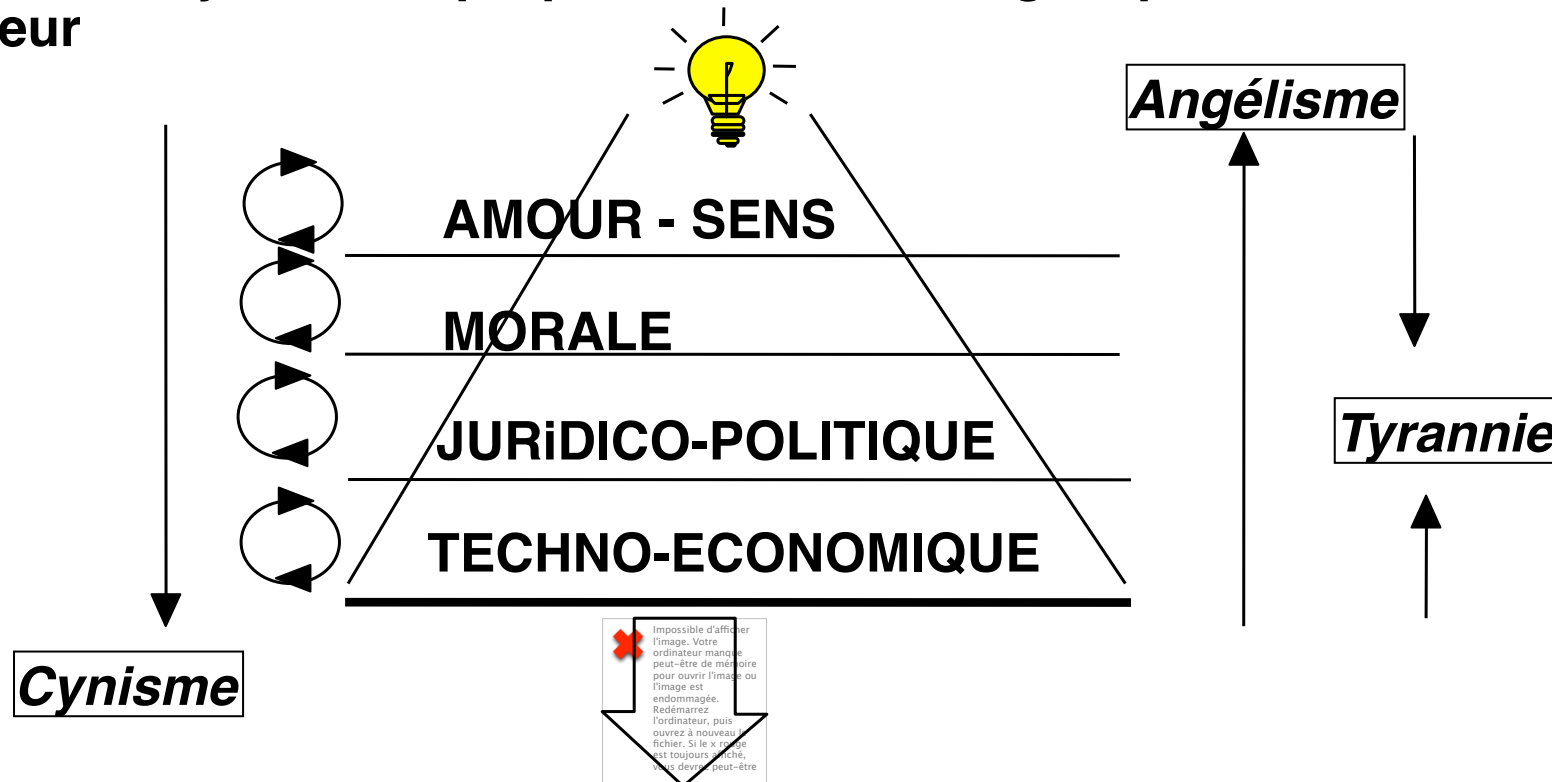 eur
Angélisme
AMOUR - SENS
MORALE
JURiDICO-POLITIQUE
Tyrannie
TECHNO-ECONOMIQUE
Cynisme
Impossible d'afficher
l'image. Votre
ordinateur manque
peut-être de mémoire
pour ouvrir l'image ou
l'image est
endommagée.
Redémarrez
l'ordinateur, puis
ouvrez à nouveau le
fichier. Si le x rouge
est toujours affiché,
vous devrez peut-être